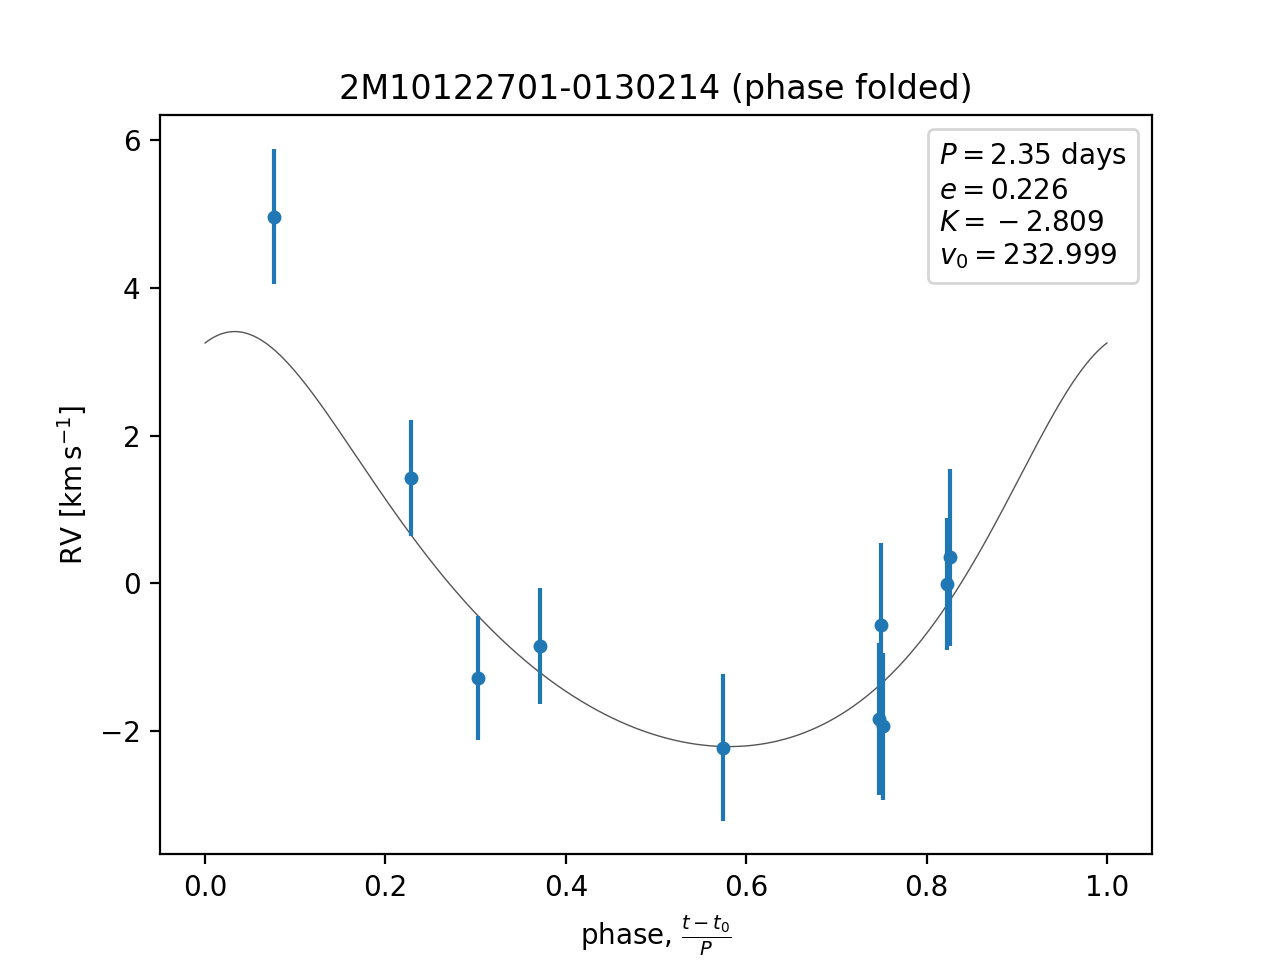 2M10122701-0130214 (phase folded)
P = 2.35 days
e = 0.226
K = −2.809
v₀ = 232.999
6
4
2
0
−2
RV [km s⁻¹]
0.0 0.2 0.4 0.6 0.8 1.0
phase, (t − t₀)/P